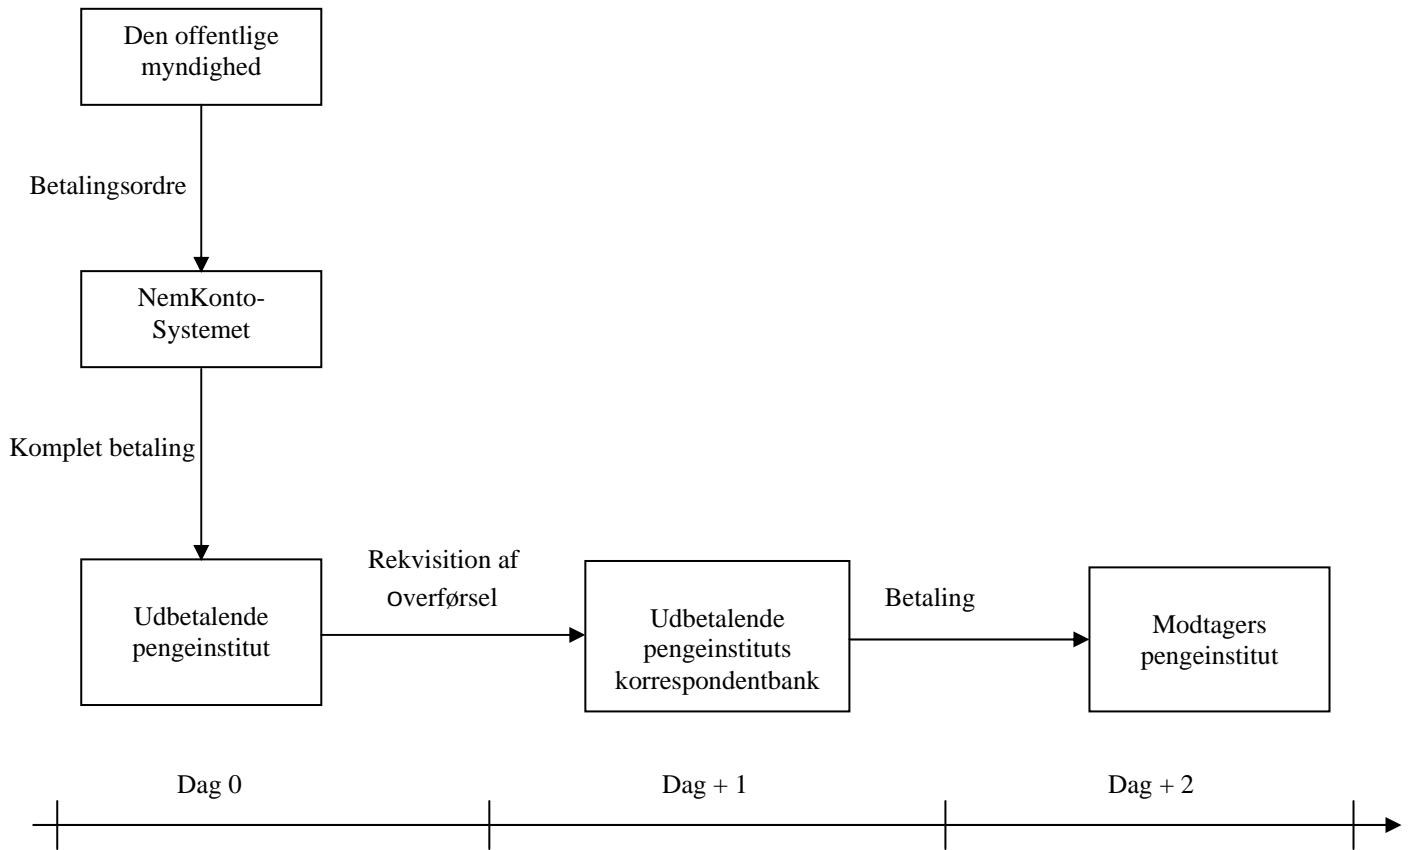 Den offentlige
myndighed
Betalingsordre
NemKonto-
Systemet
Komplet betaling
Udbetalende
pengeinstitut
Rekvisition af
overførsel
Udbetalende
pengeinstituts
korrespondentbank
Betaling
Modtagers
pengeinstitut
Dag 0
Dag + 1
Dag + 2